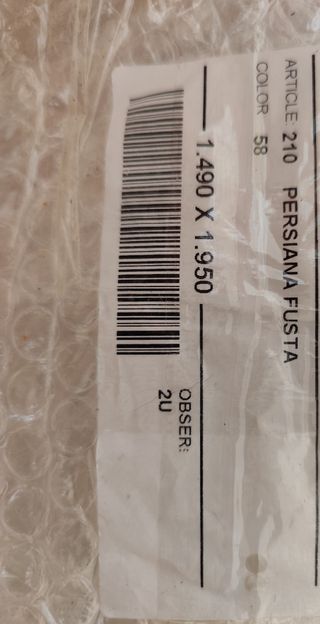 ARTICLE: 210 PERSIANA FUSTA
COLOR 58
1.490 X 1.950
OBSER:
2U